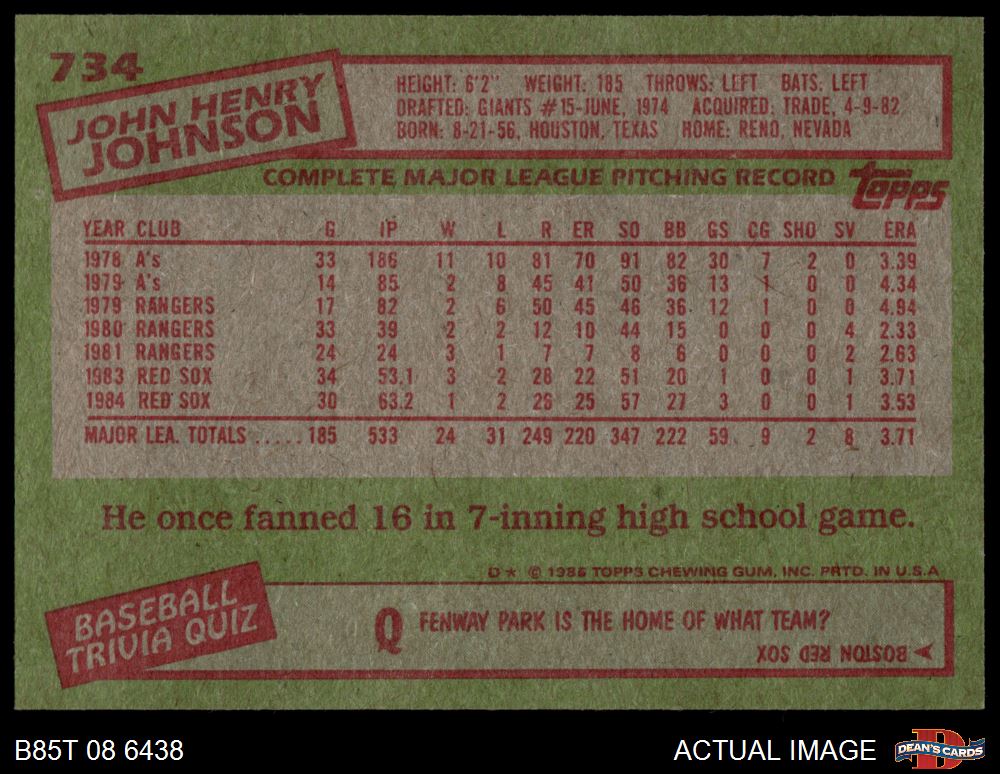 734
JOHN HENRY
JOHNSON
HEIGHT: 6'2" WEIGHT: 185 THROWS: LEFT BATS: LEFT
DRAFTED: GIANTS #15-JUNE, 1974 ACQUIRED: TRADE, 4-9-82
BORN: 8-21-56, HOUSTON, TEXAS HOME: RENO, NEVADA
COMPLETE MAJOR LEAGUE PITCHING RECORD
topps
YEAR CLUB G IP W L R ER SO BB GS CG SHO SV ERA
1978 A's 33 186 11 10 81 70 91 82 30 7 2 0 3.39
1979 A's 14 85 2 8 45 41 50 36 13 1 0 0 4.34
1979 RANGERS 17 82 2 6 50 45 46 36 12 1 0 0 4.94
1980 RANGERS 33 39 2 2 12 10 44 15 0 0 0 4 2.33
1981 RANGERS 24 24 3 1 7 7 8 6 0 0 0 2 2.63
1983 RED SOX 34 53.1 3 2 28 22 51 20 1 0 0 1 3.71
1984 RED SOX 30 63.2 1 2 26 25 57 27 3 0 0 1 3.53
MAJOR LEA. TOTALS ..... 185 533 24 31 249 220 347 222 59 9 2 8 3.71
He once fanned 16 in 7-inning high school game.
D* © 1985 TOPPS CHEWING GUM, INC. PRTD. IN U.S.A
BASEBALL
TRIVIA QUIZ
Q FENWAY PARK IS THE HOME OF WHAT TEAM?
A BOSTON RED SOX
B85T 08 6438
ACTUAL IMAGE
D
DEAN'S CARDS